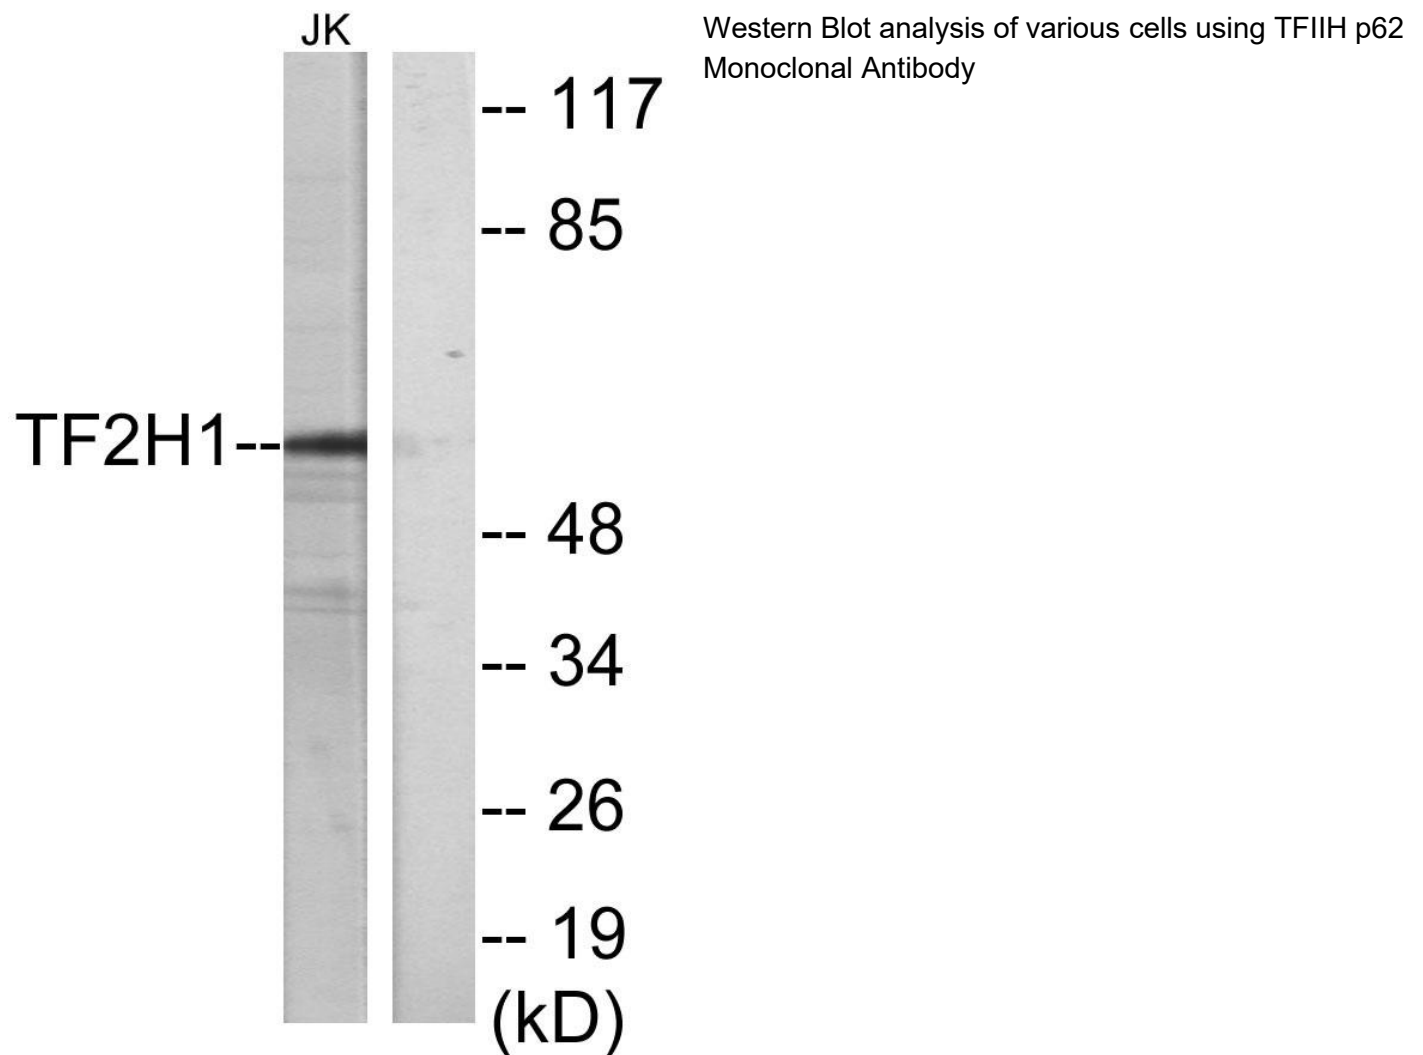 JK
Western Blot analysis of various cells using TFIIH p62
Monoclonal Antibody
-- 117
-- 85
TF2H1--
-- 48
-- 34
-- 26
-- 19
(kD)